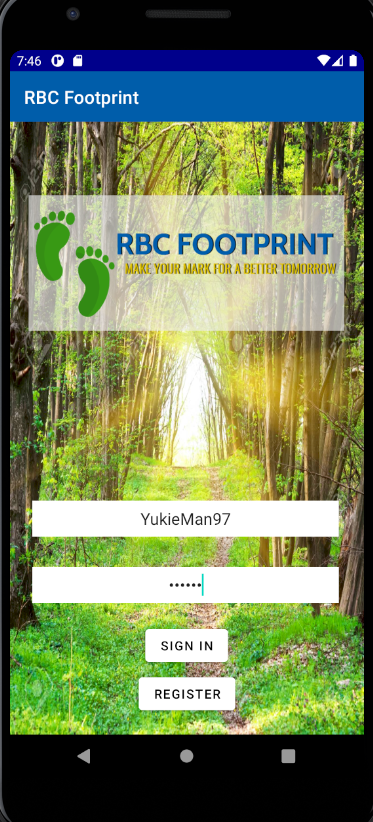 7:46
RBC Footprint
RBC FOOTPRINT
MAKE YOUR MARK FOR A BETTER TOMORROW
YukieMan97
••••••
SIGN IN
REGISTER